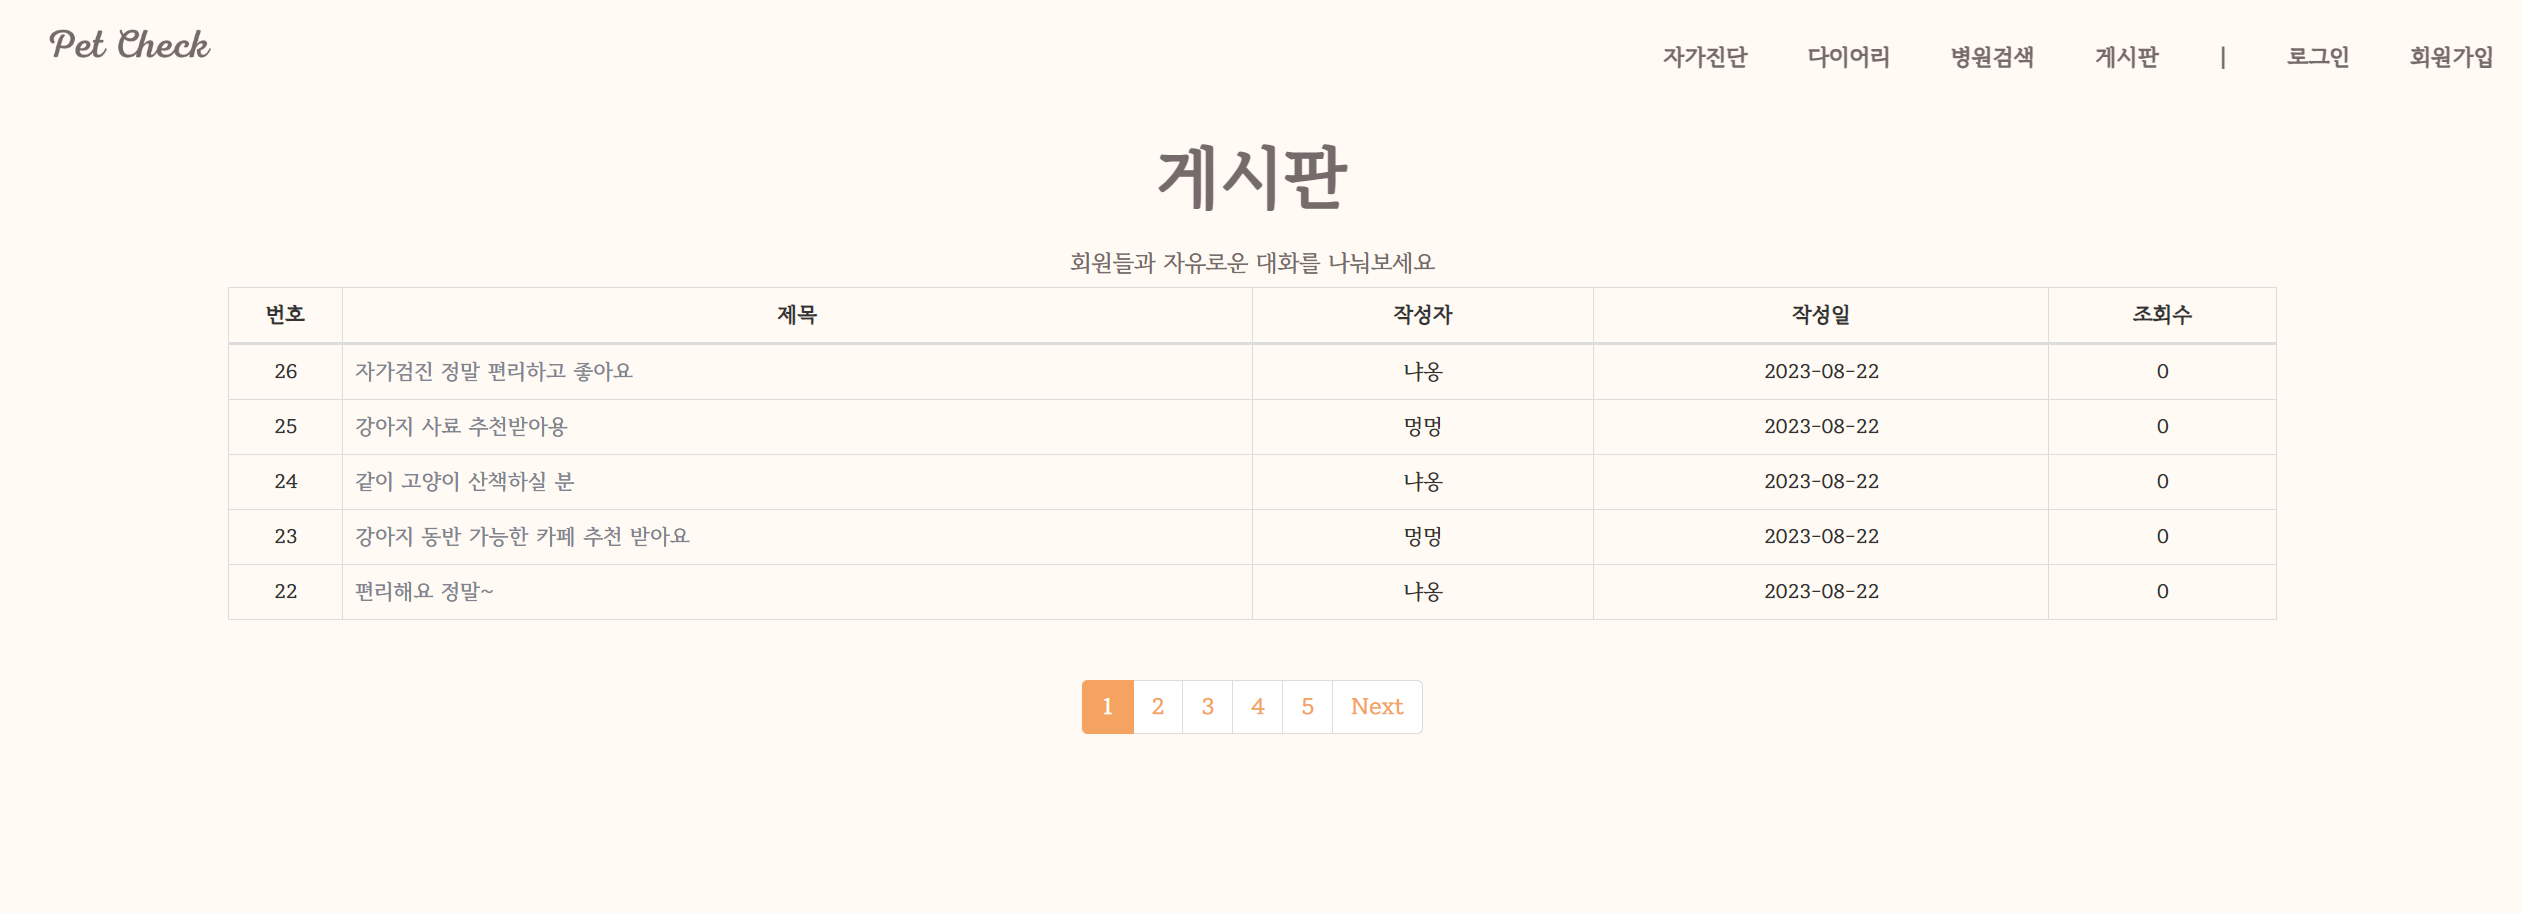 Pet Check
자가진단 다이어리 병원검색 게시판 | 로그인 회원가입
게시판
회원들과 자유로운 대화를 나눠보세요
번호 제목 작성자 작성일 조회수
26 자가검진 정말 편리하고 좋아요 냐옹 2023-08-22 0
25 강아지 사료 추천받아용 멍멍 2023-08-22 0
24 같이 고양이 산책하실 분 냐옹 2023-08-22 0
23 강아지 동반 가능한 카페 추천 받아요 멍멍 2023-08-22 0
22 편리해요 정말~ 냐옹 2023-08-22 0
1 2 3 4 5 Next